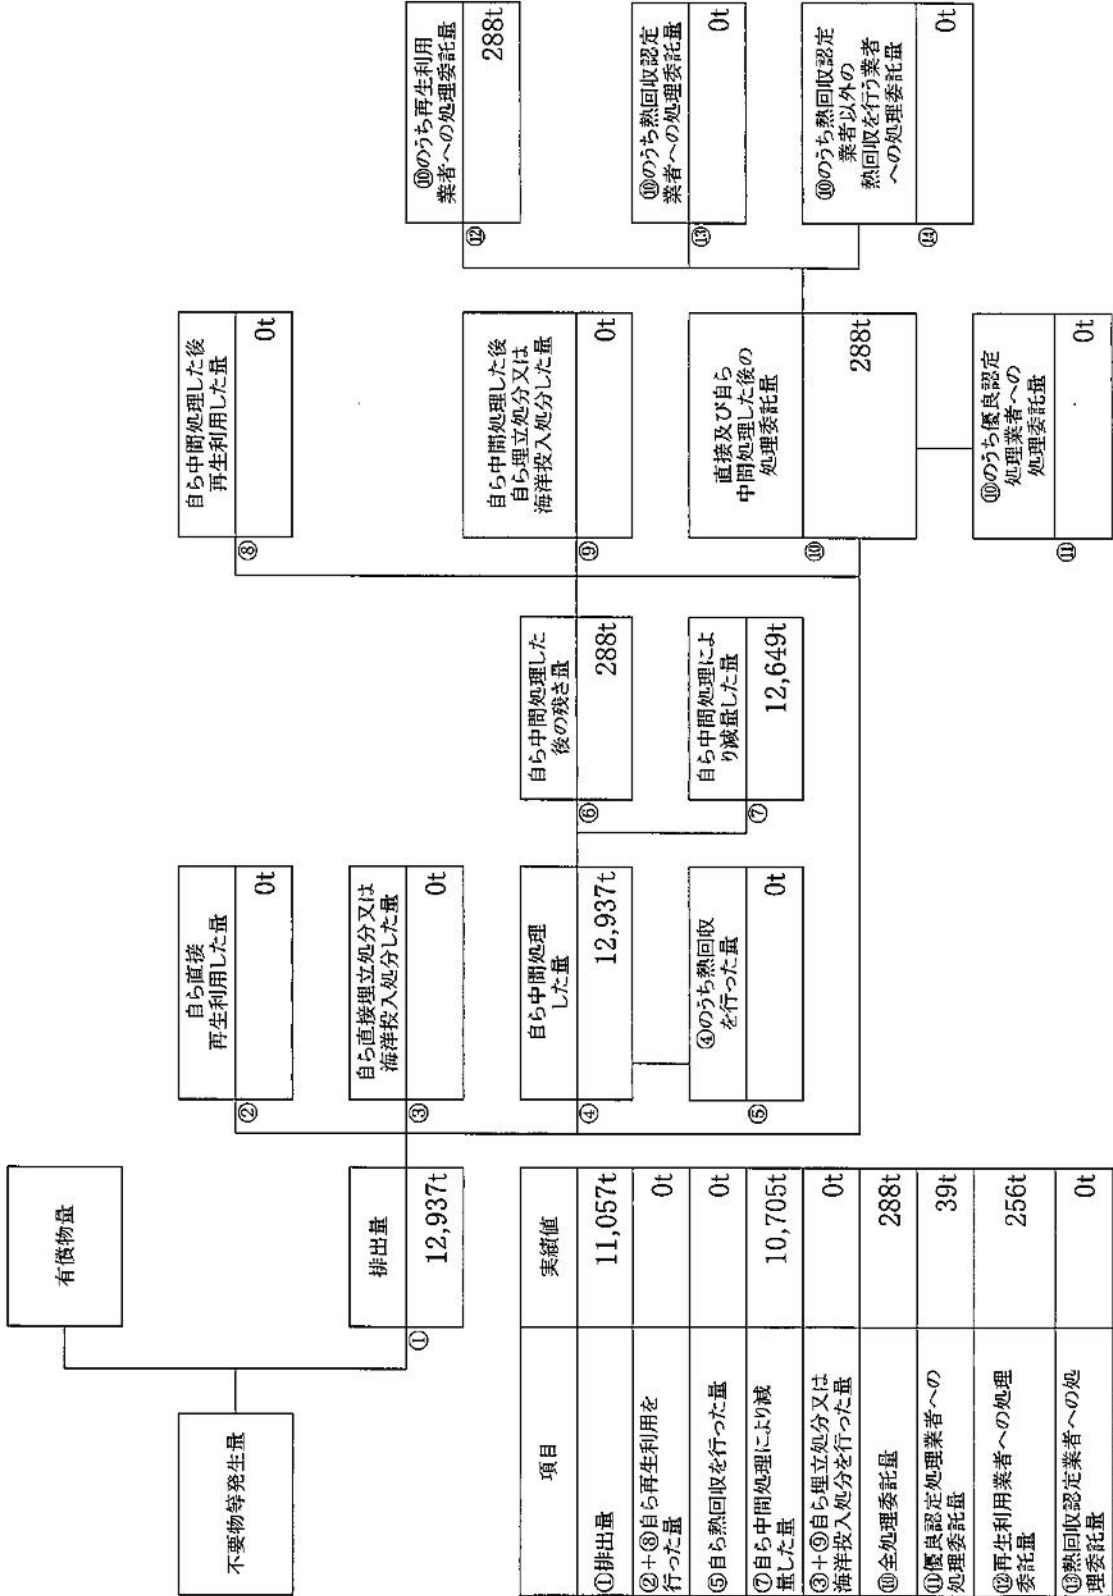 不要物等発生量
有償物量
①
排出量
12,937t
②
自ら直接
再生利用した量
0t
③
自ら直接埋立処分又は
海洋投入処分した量
0t
④
自ら中間処理
した量
12,937t
⑤
④のうち熱回収
を行った量
0t
⑥
自ら中間処理した
後の残さ量
288t
⑦
自ら中間処理によ
り減量した量
12,649t
⑧
自ら中間処理した後
再生利用した量
0t
⑨
自ら中間処理した後
自ら埋立処分又は
海洋投入処分した量
0t
⑩
直接及び自ら
中間処理した後の
処理委託量
288t
⑪
⑩のうち優良認定
処理業者への
処理委託量
0t
⑫
⑩のうち再生利用
業者への処理委託量
288t
⑬
⑩のうち熱回収認定
業者への処理委託量
0t
⑭
⑩のうち熱回収認定
業者以外の
熱回収を行う業者
への処理委託量
0t
項目 実績値
①排出量 11,057t
②+⑧自ら再生利用を
行った量 0t
⑤自ら熱回収を行った量 0t
⑦自ら中間処理により減
量した量 10,705t
③+⑨自ら埋立処分又は
海洋投入処分を行った量 0t
⑩全処理委託量 288t
⑪優良認定処理業者への
処理委託量 39t
⑫再生利用業者への処理
委託量 256t
⑬熱回収認定業者への処
理委託量 0t